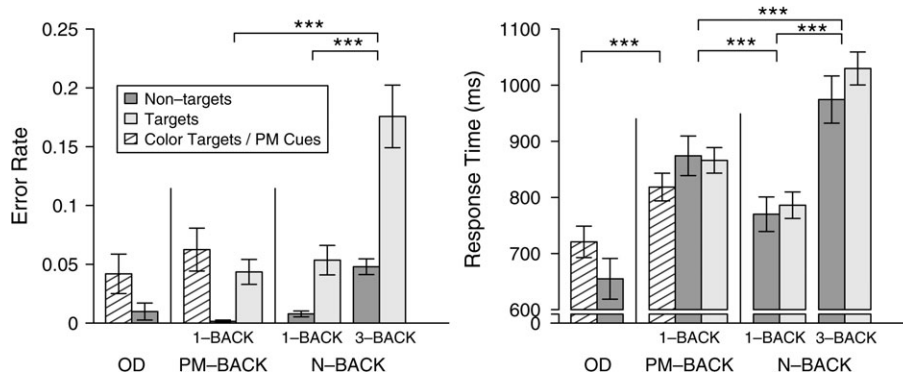 0.25
0.2
0.15
0.1
0.05
0
Error Rate
Non–targets
Targets
Color Targets / PM Cues
***
***
1–BACK 1–BACK 3–BACK
OD PM–BACK N–BACK
1100
1000
900
800
700
600
0
Response Time (ms)
***
***
***
***
1–BACK 1–BACK 3–BACK
OD PM–BACK N–BACK